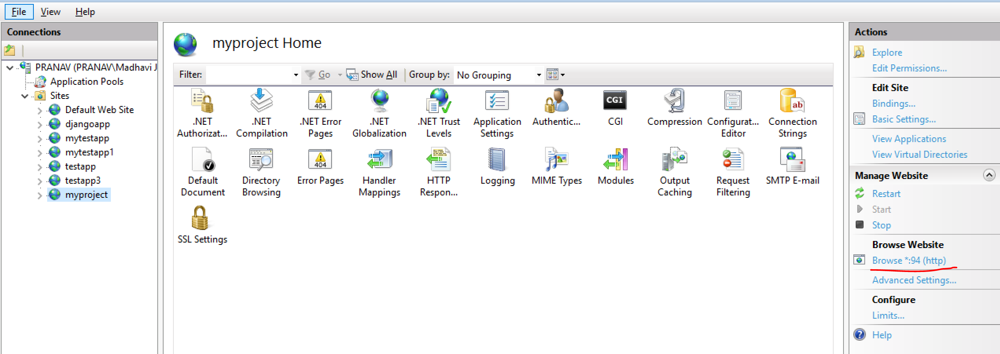 File View Help
Connections
PRANAV (PRANAV\Madhavi J
Application Pools
Sites
Default Web Site
djangoapp
mytestapp
mytestapp1
testapp
testapp3
myproject
myproject Home
Filter: Go Show All Group by: No Grouping
.NET Authorizat...
.NET Compilation
404
.NET Error Pages
.NET Globalization
.NET Trust Levels
Application Settings
Authentic...
CGI
CGI
Compression
Configurat... Editor
ab
Connection Strings
Default Document
Directory Browsing
404
Error Pages
Handler Mappings
HTTP Respon...
Logging
MIME Types
Modules
Output Caching
Request Filtering
SMTP E-mail
SSL Settings
Actions
Explore
Edit Permissions...
Edit Site
Bindings...
Basic Settings...
View Applications
View Virtual Directories
Manage Website
Restart
Start
Stop
Browse Website
Browse *:94 (http)
Advanced Settings...
Configure
Limits...
Help